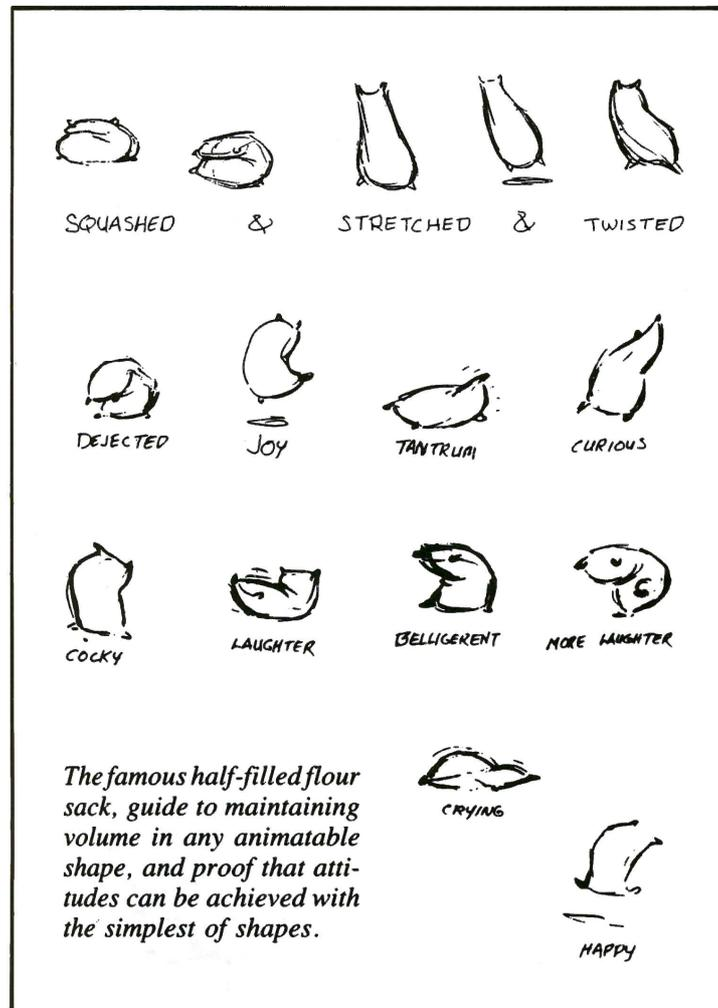 SQUASHED & STRETCHED & TWISTED
DEJECTED JOY TANTRUM CURIOUS
COCKY LAUGHTER BELLIGERENT MORE LAUGHTER
CRYING
HAPPY
The famous half-filled flour
sack, guide to maintaining
volume in any animatable
shape, and proof that atti-
tudes can be achieved with
the simplest of shapes.